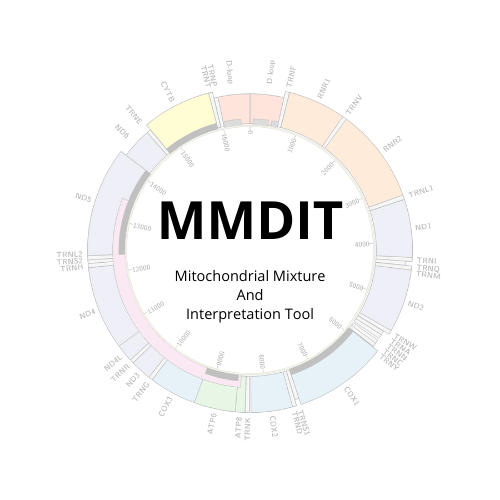 MMDIT
Mitochondrial Mixture
And
Interpretation Tool
D-loop
TRNF
RNR1
TRNV
RNR2
TRNL1
ND1
TRNI
TRNQ
TRNM
ND2
TRNW
TRNA
TRNN
TRNC
TRNY
COX1
TRNS1
TRND
COX2
TRNK
ATP8
ATP6
COX3
TRNG
ND3
TRNR
ND4L
ND4
TRNH
TRNS2
TRNL2
ND5
ND6
TRNE
CYTB
TRNT
TRNP
D-loop
0
1000
2000
3000
4000
5000
6000
7000
8000
9000
10000
11000
12000
13000
14000
15000
16000